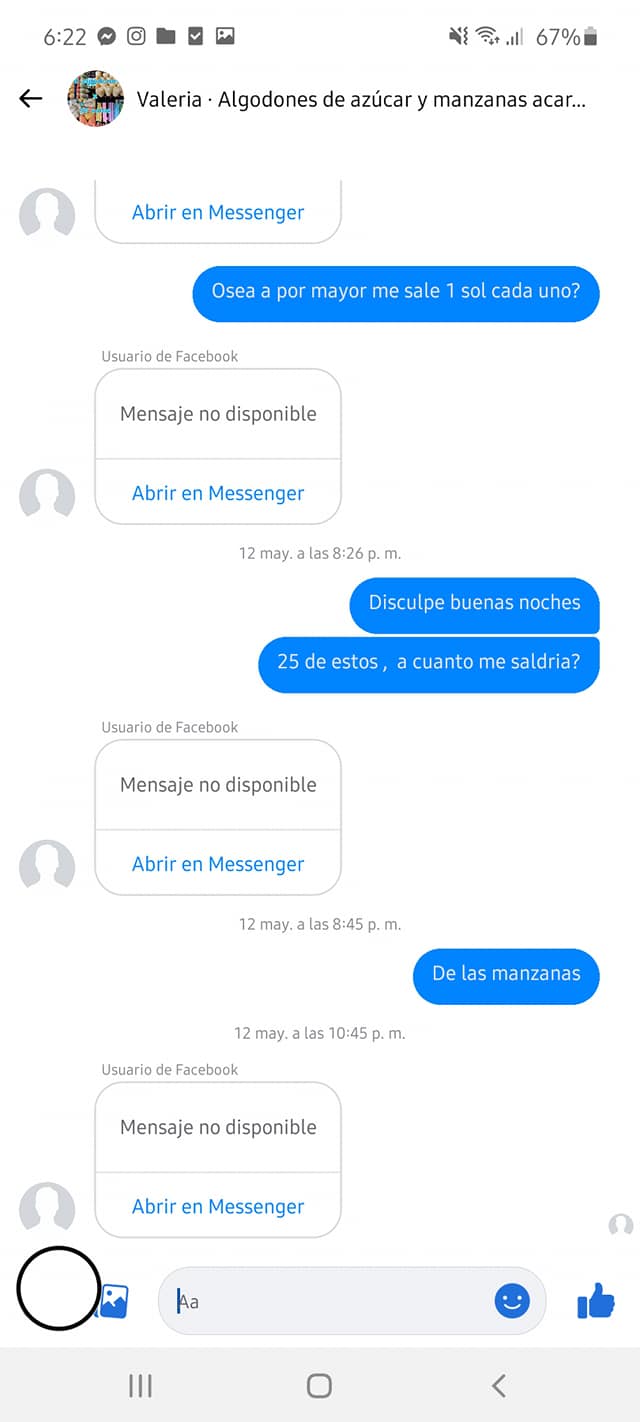 6:22
67%
Valeria · Algodones de azúcar y manzanas acar...
Abrir en Messenger
Osea a por mayor me sale 1 sol cada uno?
Usuario de Facebook
Mensaje no disponible
Abrir en Messenger
12 may. a las 8:26 p. m.
Disculpe buenas noches
25 de estos , a cuanto me saldria?
Usuario de Facebook
Mensaje no disponible
Abrir en Messenger
12 may. a las 8:45 p. m.
De las manzanas
12 may. a las 10:45 p. m.
Usuario de Facebook
Mensaje no disponible
Abrir en Messenger
Aa